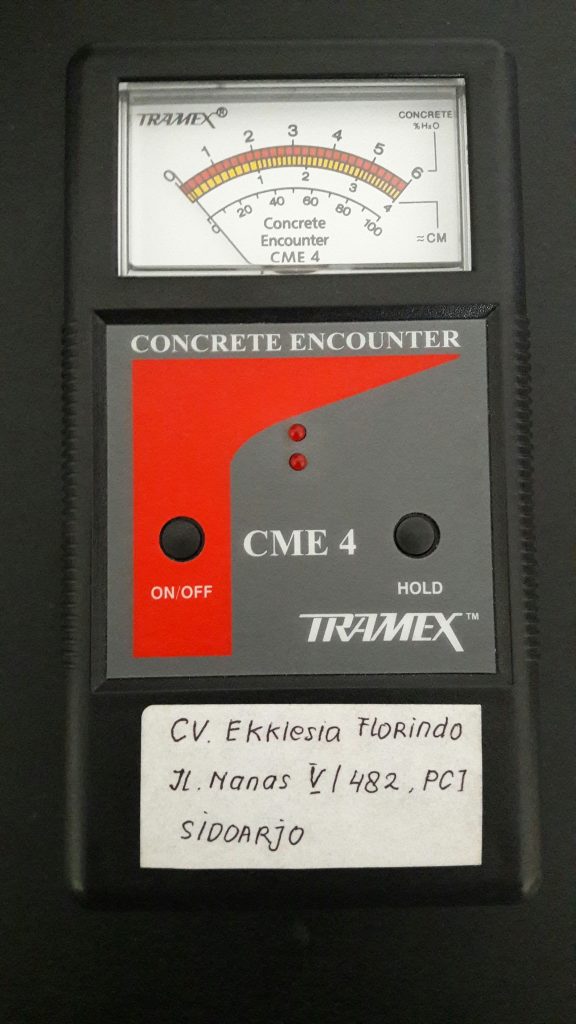 TRAMEX®
CONCRETE
% H₂O
0 1 2 3 4 5 6
1 2 3 4
≈CM
0 20 40 60 80 100
Concrete
Encounter
CME 4
CONCRETE ENCOUNTER
CME 4
ON/OFF
HOLD
TRAMEX™
CV. Ekklesia Florindo
Jl. Nanas V / 482, PCI
SIDOARJO